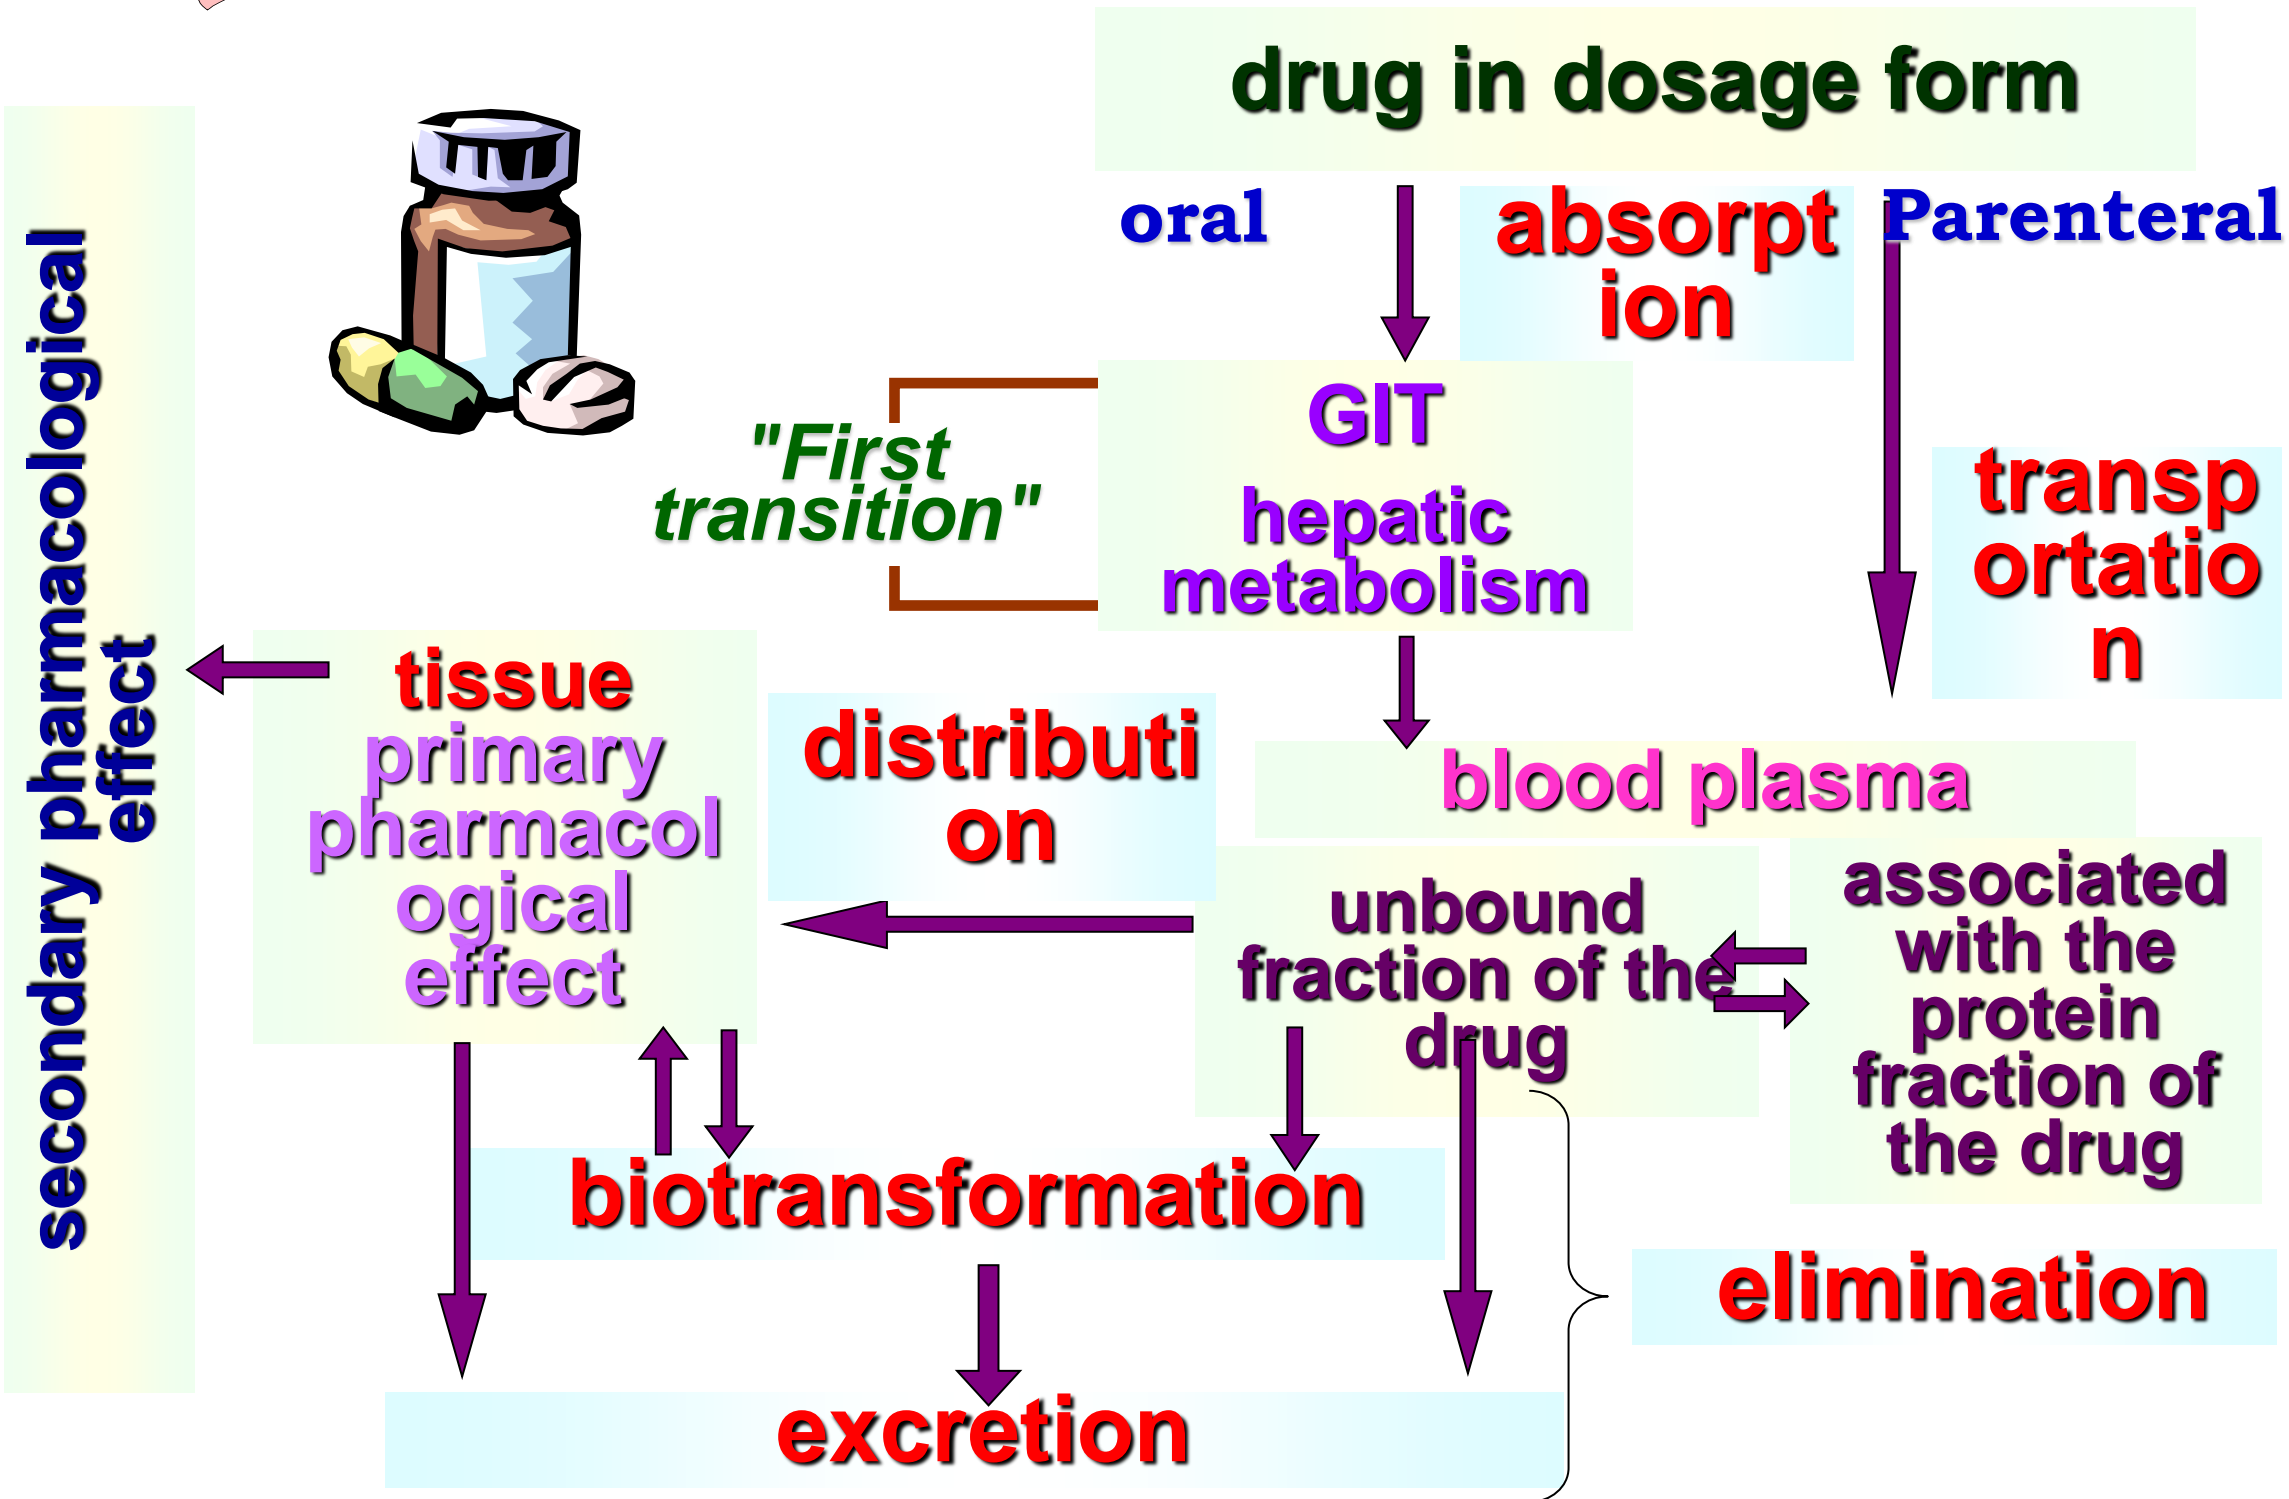 drug in dosage form
oral
absorpt
ion
Parenteral
GIT
hepatic
metabolism
"First
transition"
transp
ortatio
n
secondary pharmacological
effect
tissue
primary
pharmacol
ogical
effect
distributi
on
blood plasma
unbound
fraction of the
drug
associated
with the
protein
fraction of
the drug
biotransformation
elimination
excretion